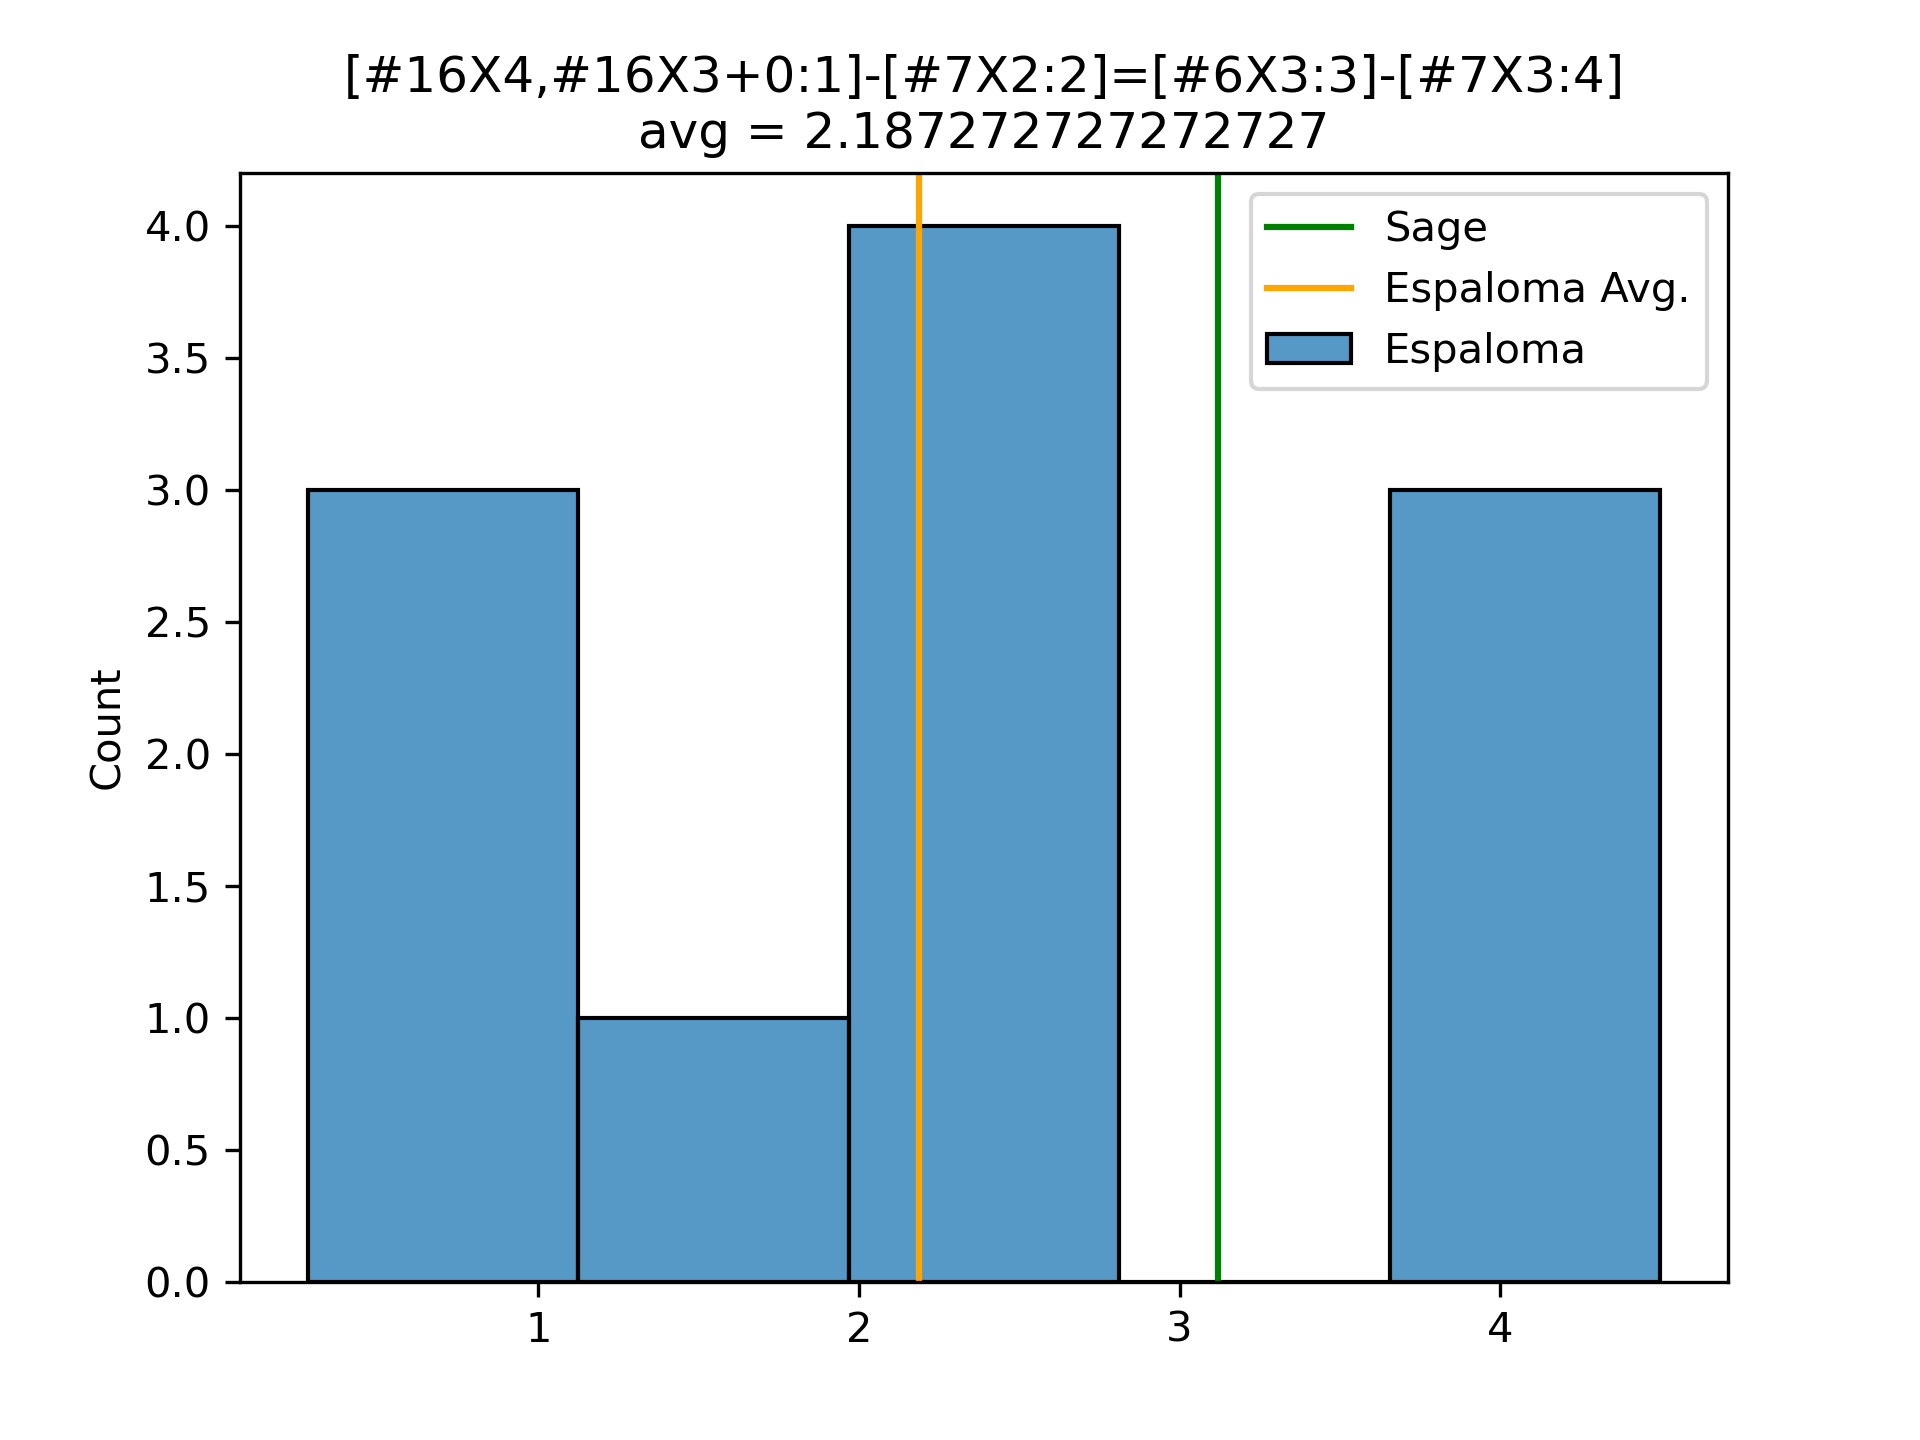 [#16X4,#16X3+0:1]-[#7X2:2]=[#6X3:3]-[#7X3:4]
avg = 2.187272727272727
Sage
Espaloma Avg.
Espaloma
Count
4.0
3.5
3.0
2.5
2.0
1.5
1.0
0.5
0.0
1 2 3 4